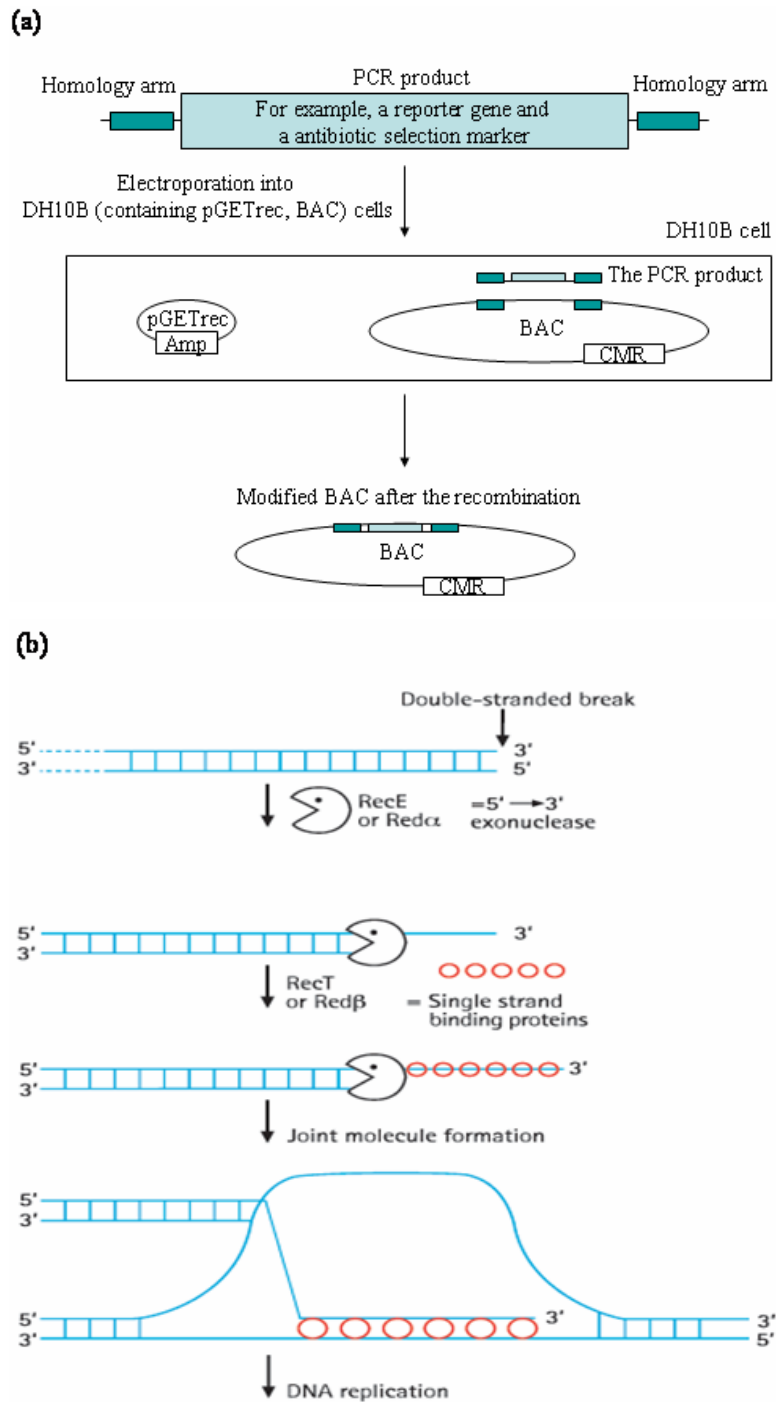 (a)
PCR product
Homology arm
Homology arm
For example, a reporter gene and
a antibiotic selection marker
Electroporation into
DH10B (containing pGETrec, BAC) cells
DH10B cell
The PCR product
pGETrec
Amp
BAC
CMR
Modified BAC after the recombination
BAC
CMR
(b)
Double-stranded break
5' 3'
3' 5'
RecE
or Redα
=5' → 3'
exonuclease
5' 3'
3'
RecT
or Redβ
= Single strand
binding proteins
5' 3'
3'
Joint molecule formation
5'
3'
5' 3' 3'
3' 5'
DNA replication